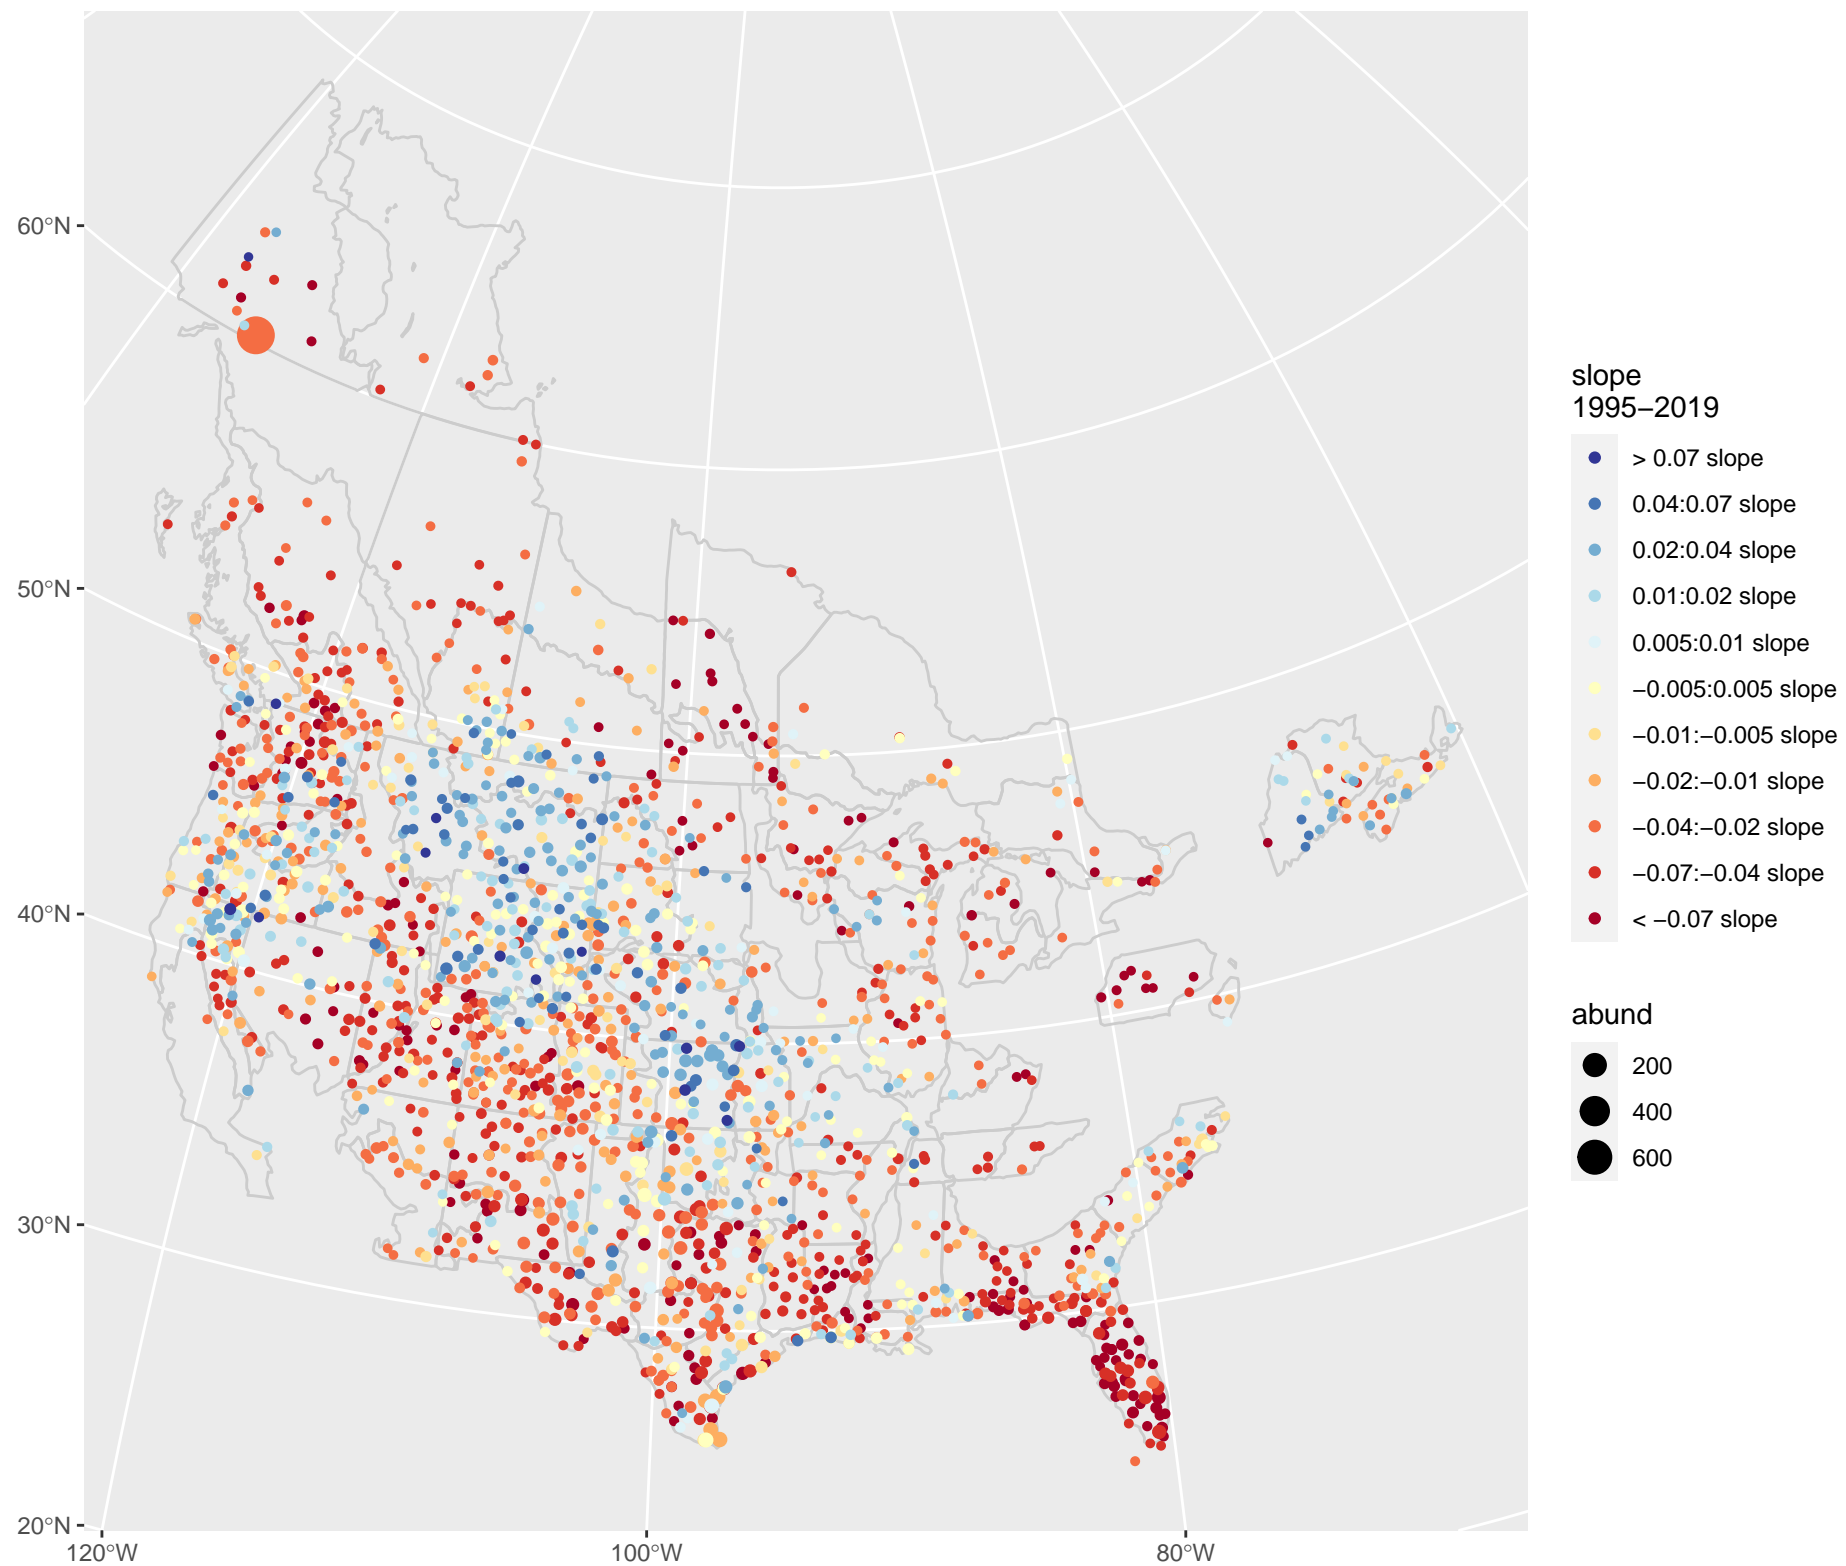 60°N
50°N
40°N
30°N
20°N
120°W
100°W
80°W
slope
1995−2019
> 0.07 slope
0.04:0.07 slope
0.02:0.04 slope
0.01:0.02 slope
0.005:0.01 slope
−0.005:0.005 slope
−0.01:−0.005 slope
−0.02:−0.01 slope
−0.04:−0.02 slope
−0.07:−0.04 slope
< −0.07 slope
abund
200
400
600